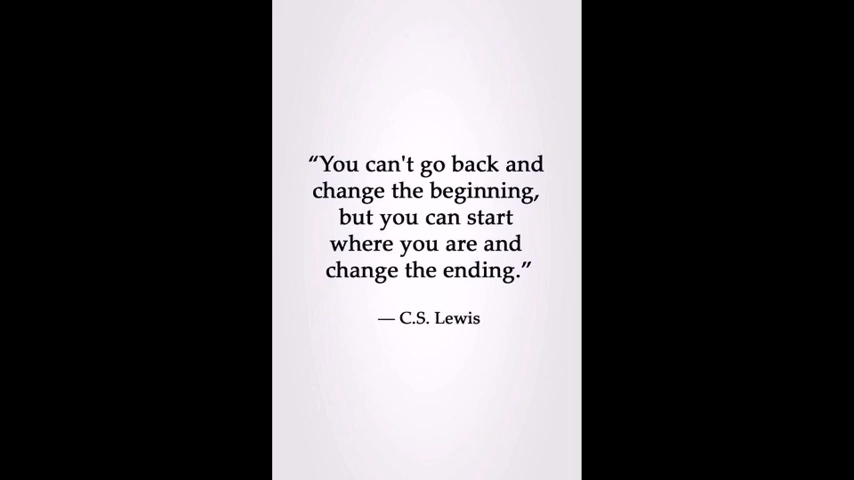 “You can't go back and
change the beginning,
but you can start
where you are and
change the ending.”
— C.S. Lewis